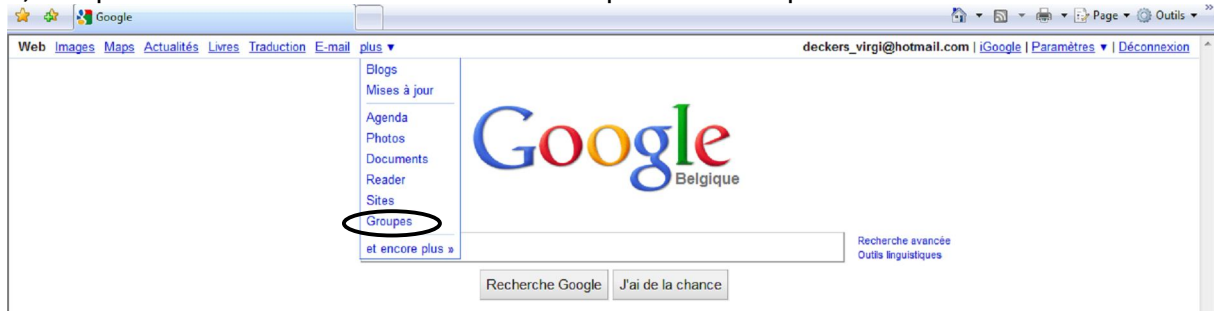 Google
Page Outils
Web Images Maps Actualités Livres Traduction E-mail plus ▼ deckers_virgi@hotmail.com | iGoogle | Paramètres ▼ | Déconnexion
Blogs
Mises à jour
Agenda
Photos
Documents
Reader
Sites
Groupes
et encore plus »
Google
Belgique
Recherche avancée
Outils linguistiques
Recherche Google J'ai de la chance